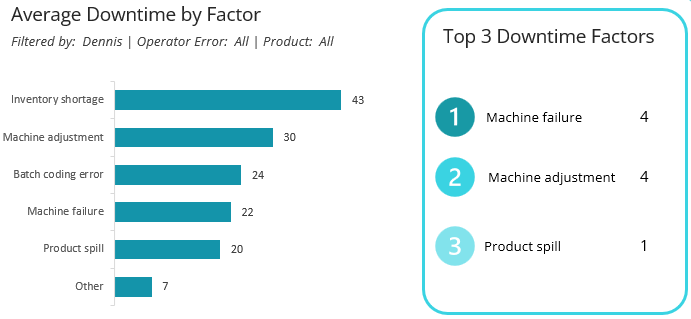 Average Downtime by Factor
Filtered by: Dennis | Operator Error: All | Product: All
Inventory shortage 43
Machine adjustment 30
Batch coding error 24
Machine failure 22
Product spill 20
Other 7
Top 3 Downtime Factors
1 Machine failure 4
2 Machine adjustment 4
3 Product spill 1